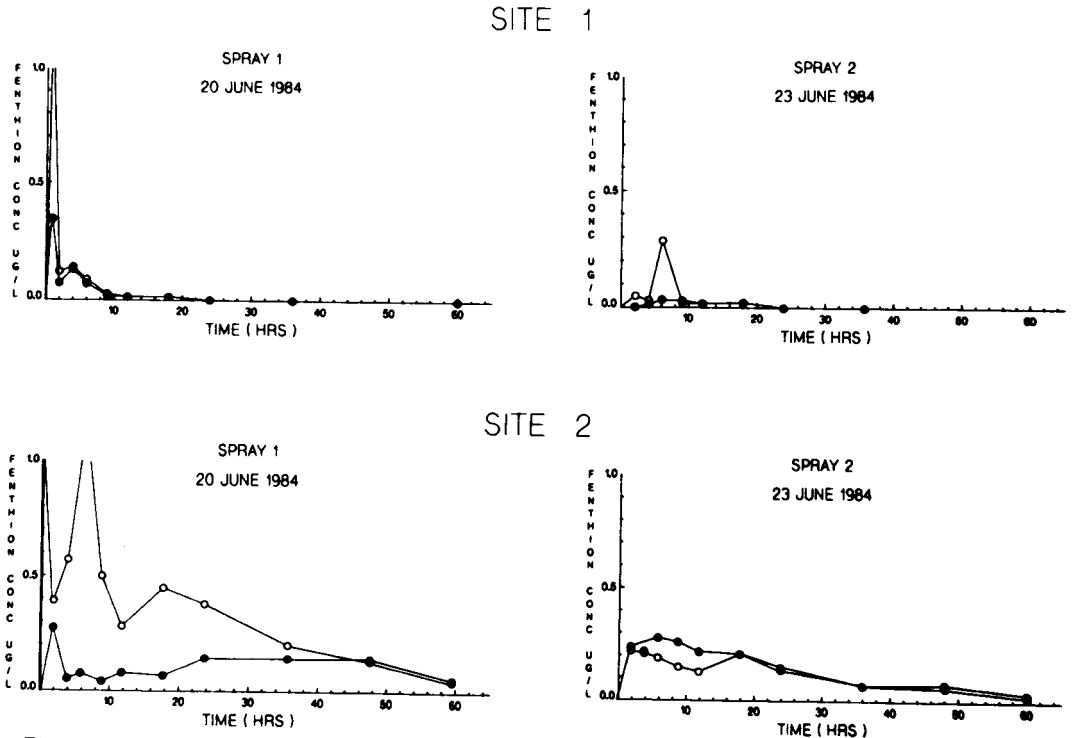 SITE 1
SPRAY 1
20 JUNE 1984
FENTHION CONC UG/L
1.0
0.5
0.0
10 20 30 40 50 60
TIME ( HRS )
SPRAY 2
23 JUNE 1984
FENTHION CONC UG/L
1.0
0.5
0.0
10 20 30 40 50 60
TIME ( HRS )
SITE 2
SPRAY 1
20 JUNE 1984
FENTHION CONC UG/L
1.0
0.5
0.0
10 20 30 40 50 60
TIME ( HRS )
SPRAY 2
23 JUNE 1984
FENTHION CONC UG/L
1.0
0.5
0.0
10 20 30 40 50 60
TIME ( HRS )